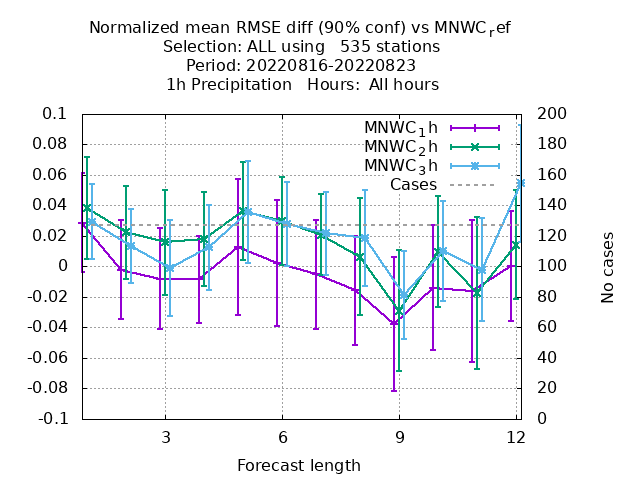 Normalized mean RMSE diff (90% conf) vs MNWC_ref
Selection: ALL using   535 stations
Period: 20220816-20220823
1h Precipitation   Hours:  All hours
MNWC_1h
MNWC_2h
MNWC_3h
Cases
0.1
0.08
0.06
0.04
0.02
0
-0.02
-0.04
-0.06
-0.08
-0.1
200
180
160
140
120
100
80
60
40
20
0
No cases
3 6 9 12
Forecast length